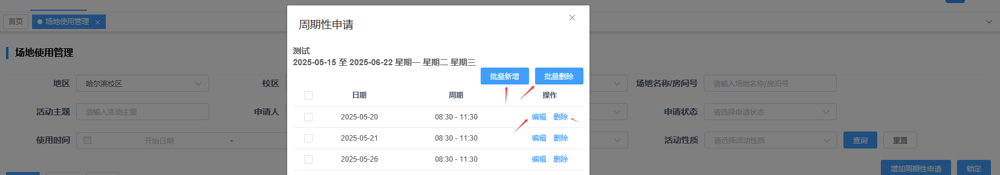 首页 场地使用管理
周期性申请
场地使用管理
测试
2025-05-15 至 2025-06-22 星期一 星期二 星期三
批量新增 批量删除
地区 哈尔滨校区 校区 场地名称/房间号 请输入场地名称/房间号
日期 周期 操作
活动主题 请输入活动主题 申请人 申请状态 请选择申请状态
2025-05-20 08:30 - 11:30 编辑 删除
使用时间 开始日期 - 活动性质 请选择活动性质 查询 重置
2025-05-21 08:30 - 11:30 编辑 删除
2025-05-26 08:30 - 11:30 编辑 删除
增加周期性申请 锁定